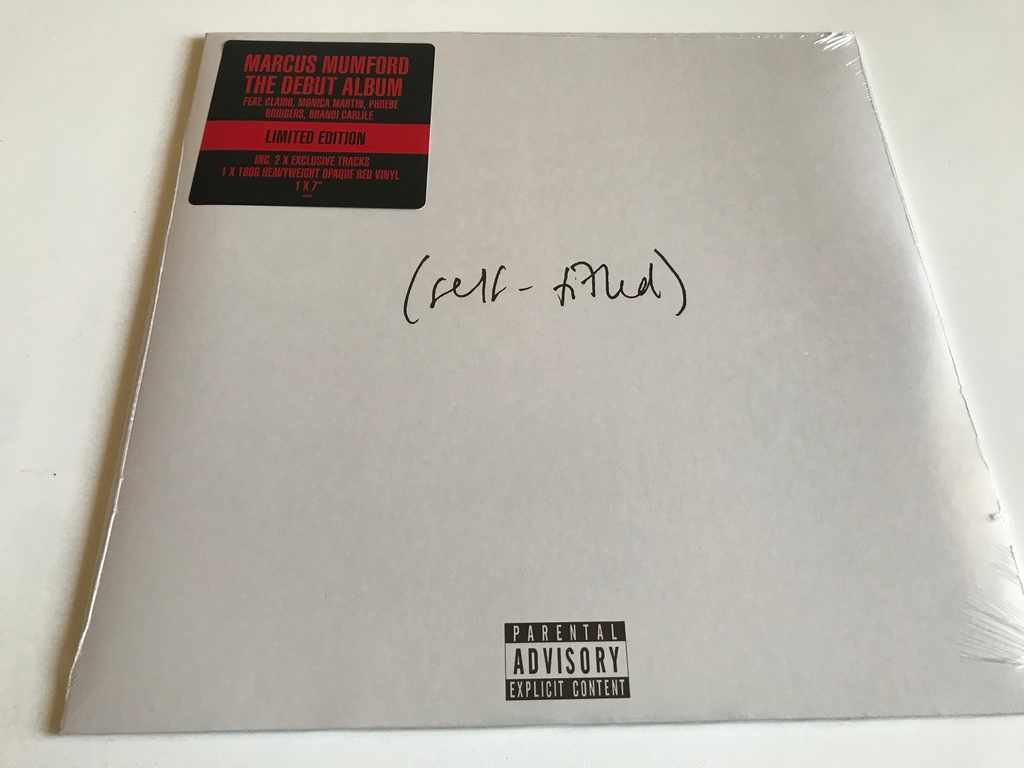 MARCUS MUMFORD
THE DEBUT ALBUM
FEAT. CLAIRO, MONICA MARTIN, PHOEBE
BRIDGERS, BRANDI CARLILE
LIMITED EDITION
INC. 2 X EXCLUSIVE TRACKS
1 X 180G HEAVYWEIGHT OPAQUE RED VINYL
1 X 7"
(self-titled)
PARENTAL
ADVISORY
EXPLICIT CONTENT